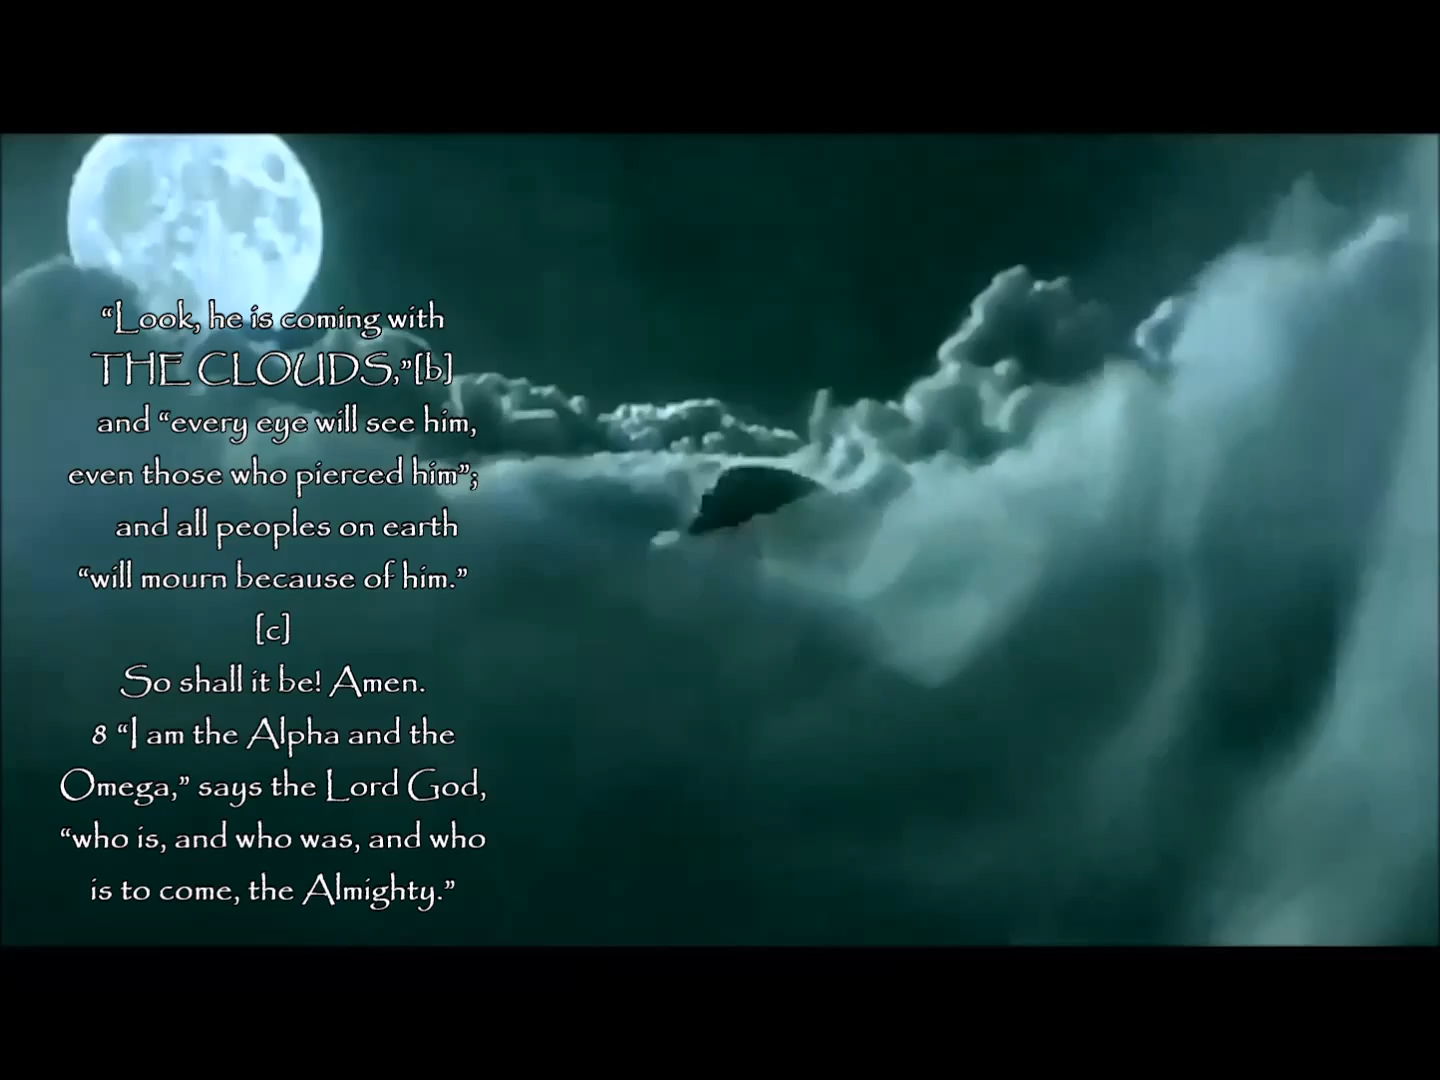 “Look, he is coming with
THE CLOUDS,”[b]
and “every eye will see him,
even those who pierced him”;
and all peoples on earth
“will mourn because of him.”
[c]
So shall it be! Amen.
8 “I am the Alpha and the
Omega,” says the Lord God,
“who is, and who was, and who
is to come, the Almighty.”